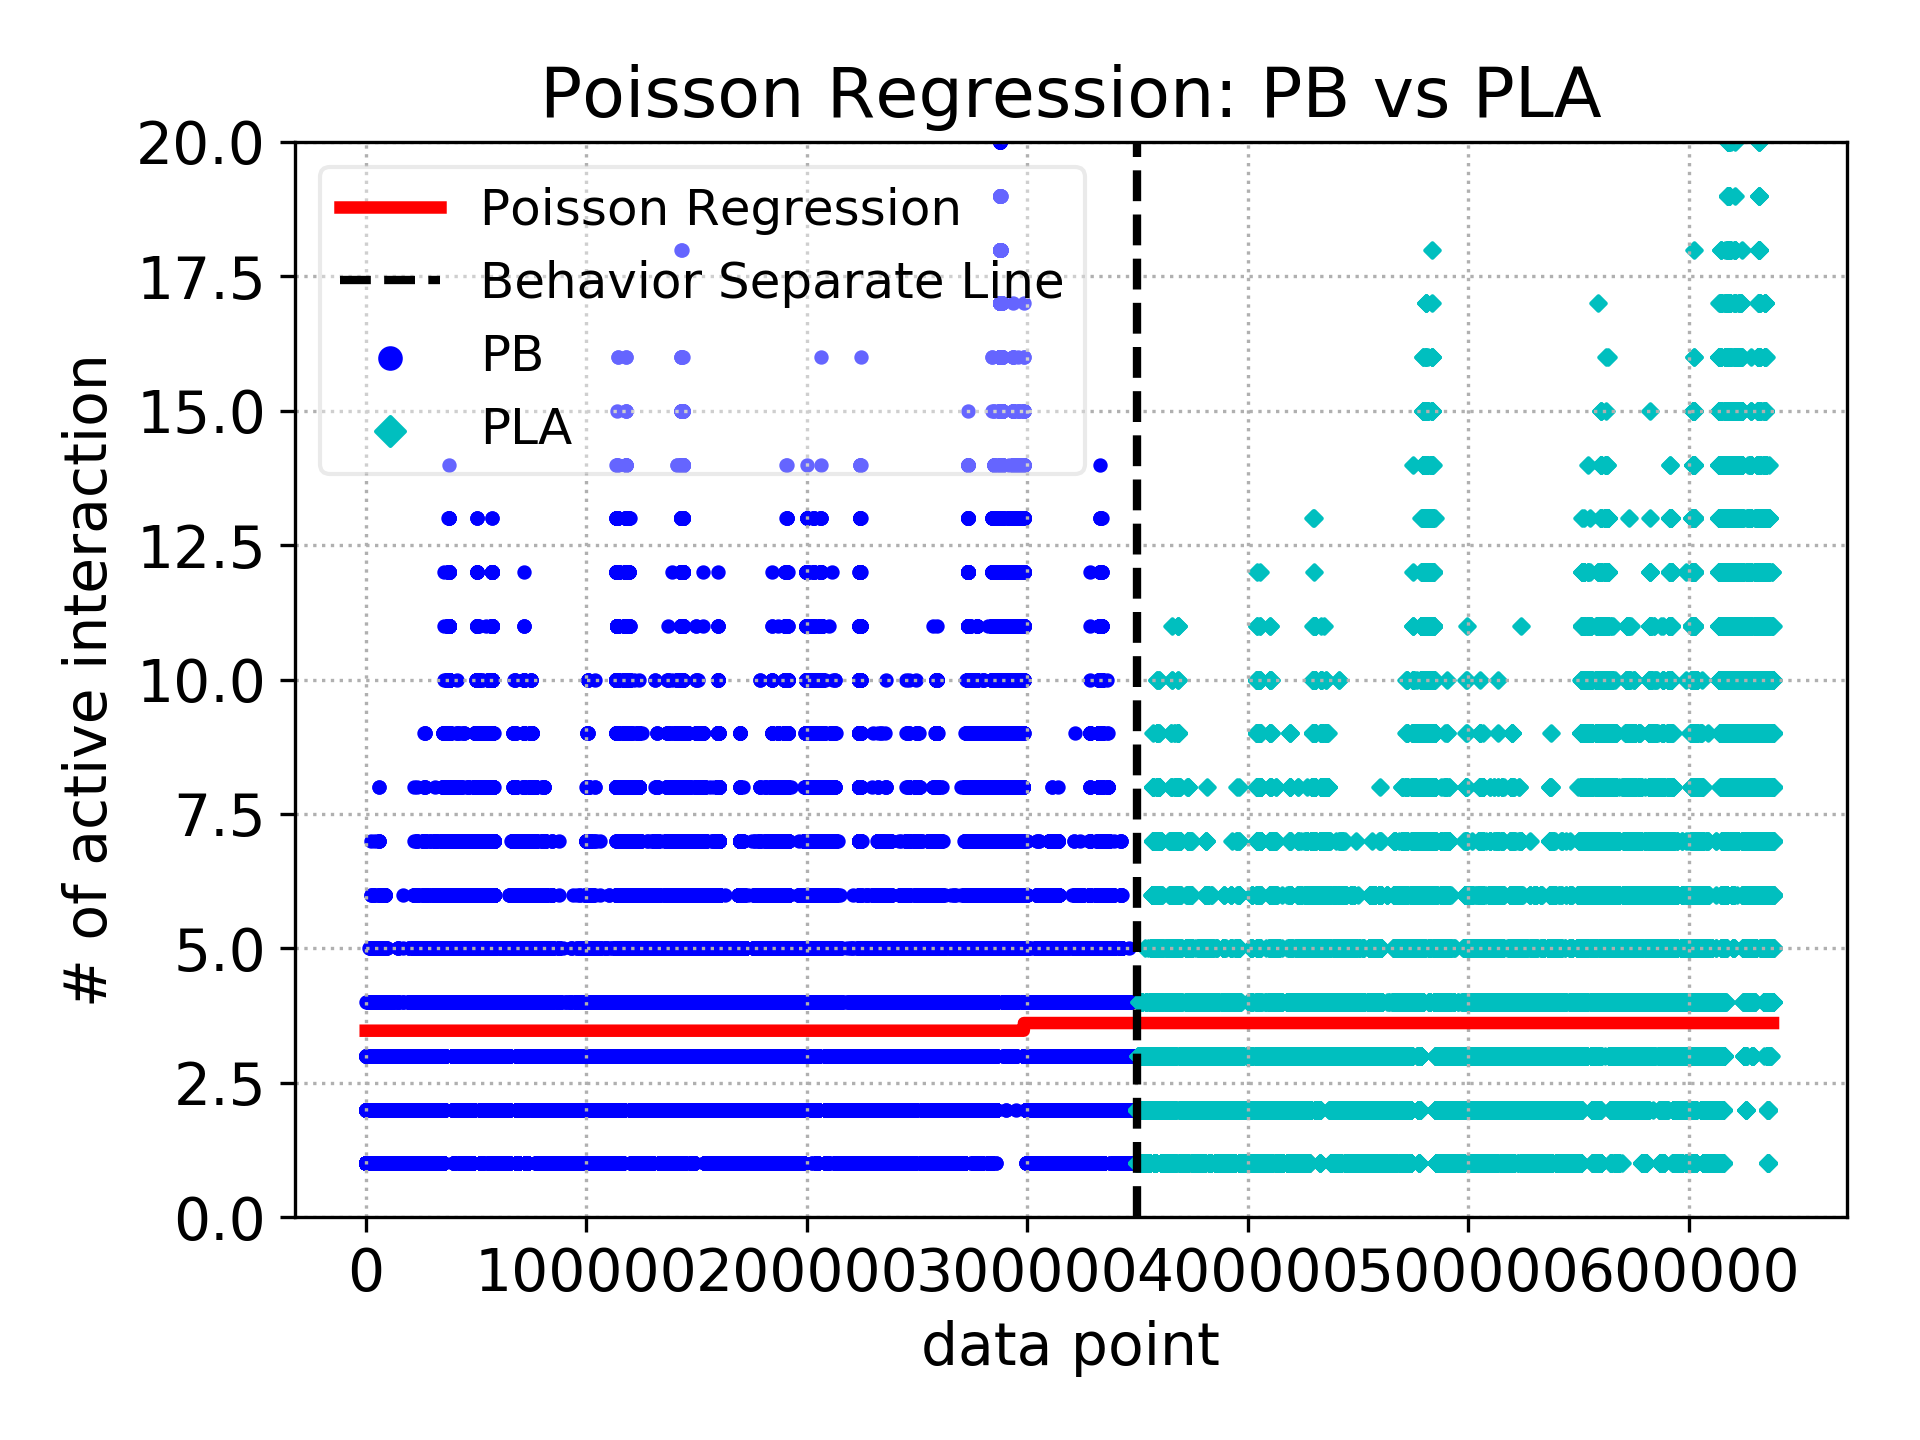 Poisson Regression: PB vs PLA
20.0
17.5
15.0
12.5
10.0
7.5
5.0
2.5
0.0
# of active interaction
Poisson Regression
Behavior Separate Line
PB
PLA
0 100000 200000 300000 400000 500000 600000
data point